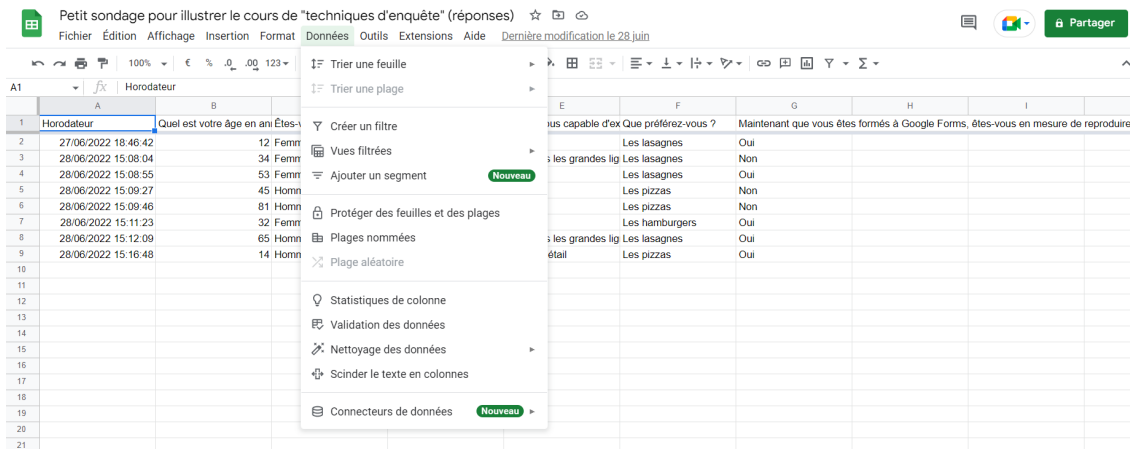 Petit sondage pour illustrer le cours de "techniques d'enquête" (réponses)
Fichier Édition Affichage Insertion Format Données Outils Extensions Aide Dernière modification le 28 juin
Partager
100% € % .0 .00 123
A1 fx Horodateur
A B E F G H I
1 Horodateur Quel est votre âge en ous capable d'ex Que préférez-vous ? Maintenant que vous êtes formés à Google Forms, êtes-vous en mesure de reproduire
2 27/06/2022 18:46:42 12 Femm Les lasagnes Oui
3 28/06/2022 15:08:04 34 Femm s les grandes lig Les lasagnes Non
4 28/06/2022 15:08:55 53 Femm Les lasagnes Oui
5 28/06/2022 15:09:27 45 Homm Les pizzas Non
6 28/06/2022 15:09:46 81 Homm Les pizzas Non
7 28/06/2022 15:11:23 32 Femm Les hamburgers Oui
8 28/06/2022 15:12:09 65 Homm s les grandes lig Les lasagnes Oui
9 28/06/2022 15:16:48 14 Homm étail Les pizzas Oui
10
11
12
13
14
15
16
17
18
19
20
21
Trier une feuille
Trier une plage
Créer un filtre
Vues filtrées
Ajouter un segment Nouveau
Protéger des feuilles et des plages
Plages nommées
Plage aléatoire
Statistiques de colonne
Validation des données
Nettoyage des données
Scinder le texte en colonnes
Connecteurs de données Nouveau